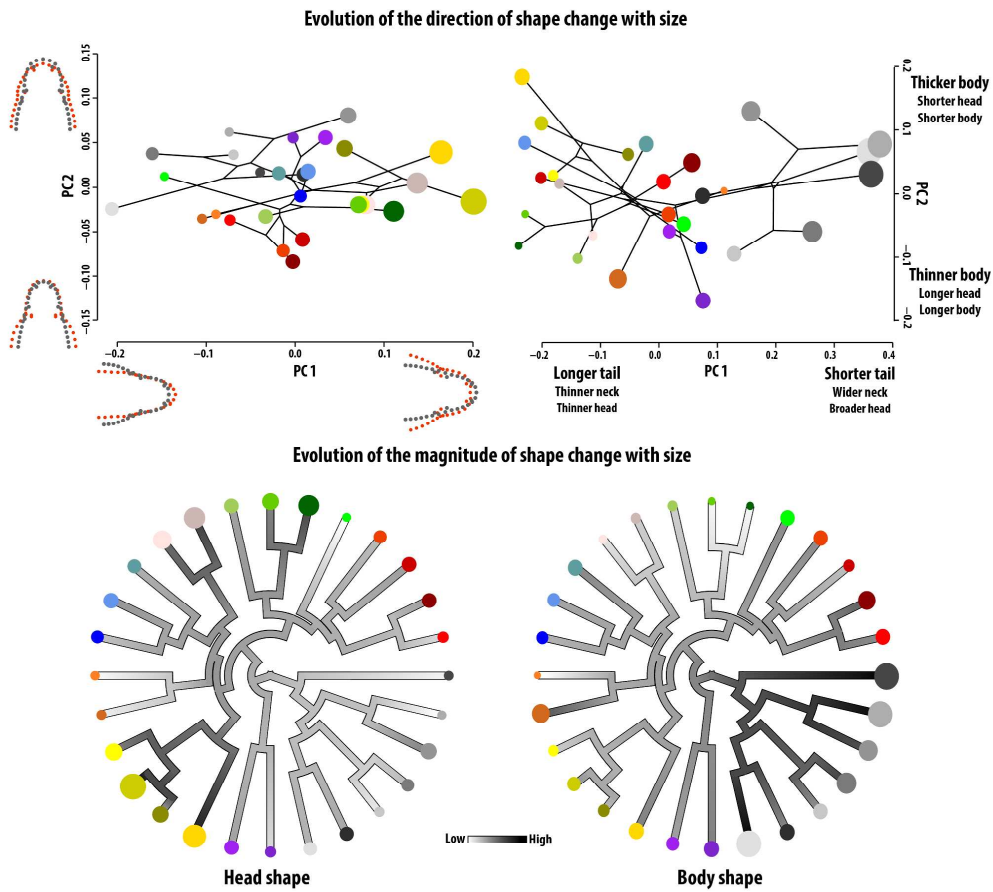 Evolution of the direction of shape change with size
0.15
0.10
0.05
0.00
−0.05
−0.10
−0.15
PC2
−0.2
−0.1
0.0
0.1
0.2
PC 1
0.2
0.1
0.0
−0.1
−0.2
PC2
Thicker body
Shorter head
Shorter body
Thinner body
Longer head
Longer body
−0.2
−0.1
0.0
0.1
0.2
0.3
0.4
PC 1
Longer tail
Thinner neck
Thinner head
Shorter tail
Wider neck
Broader head
Evolution of the magnitude of shape change with size
Low
High
Head shape
Body shape